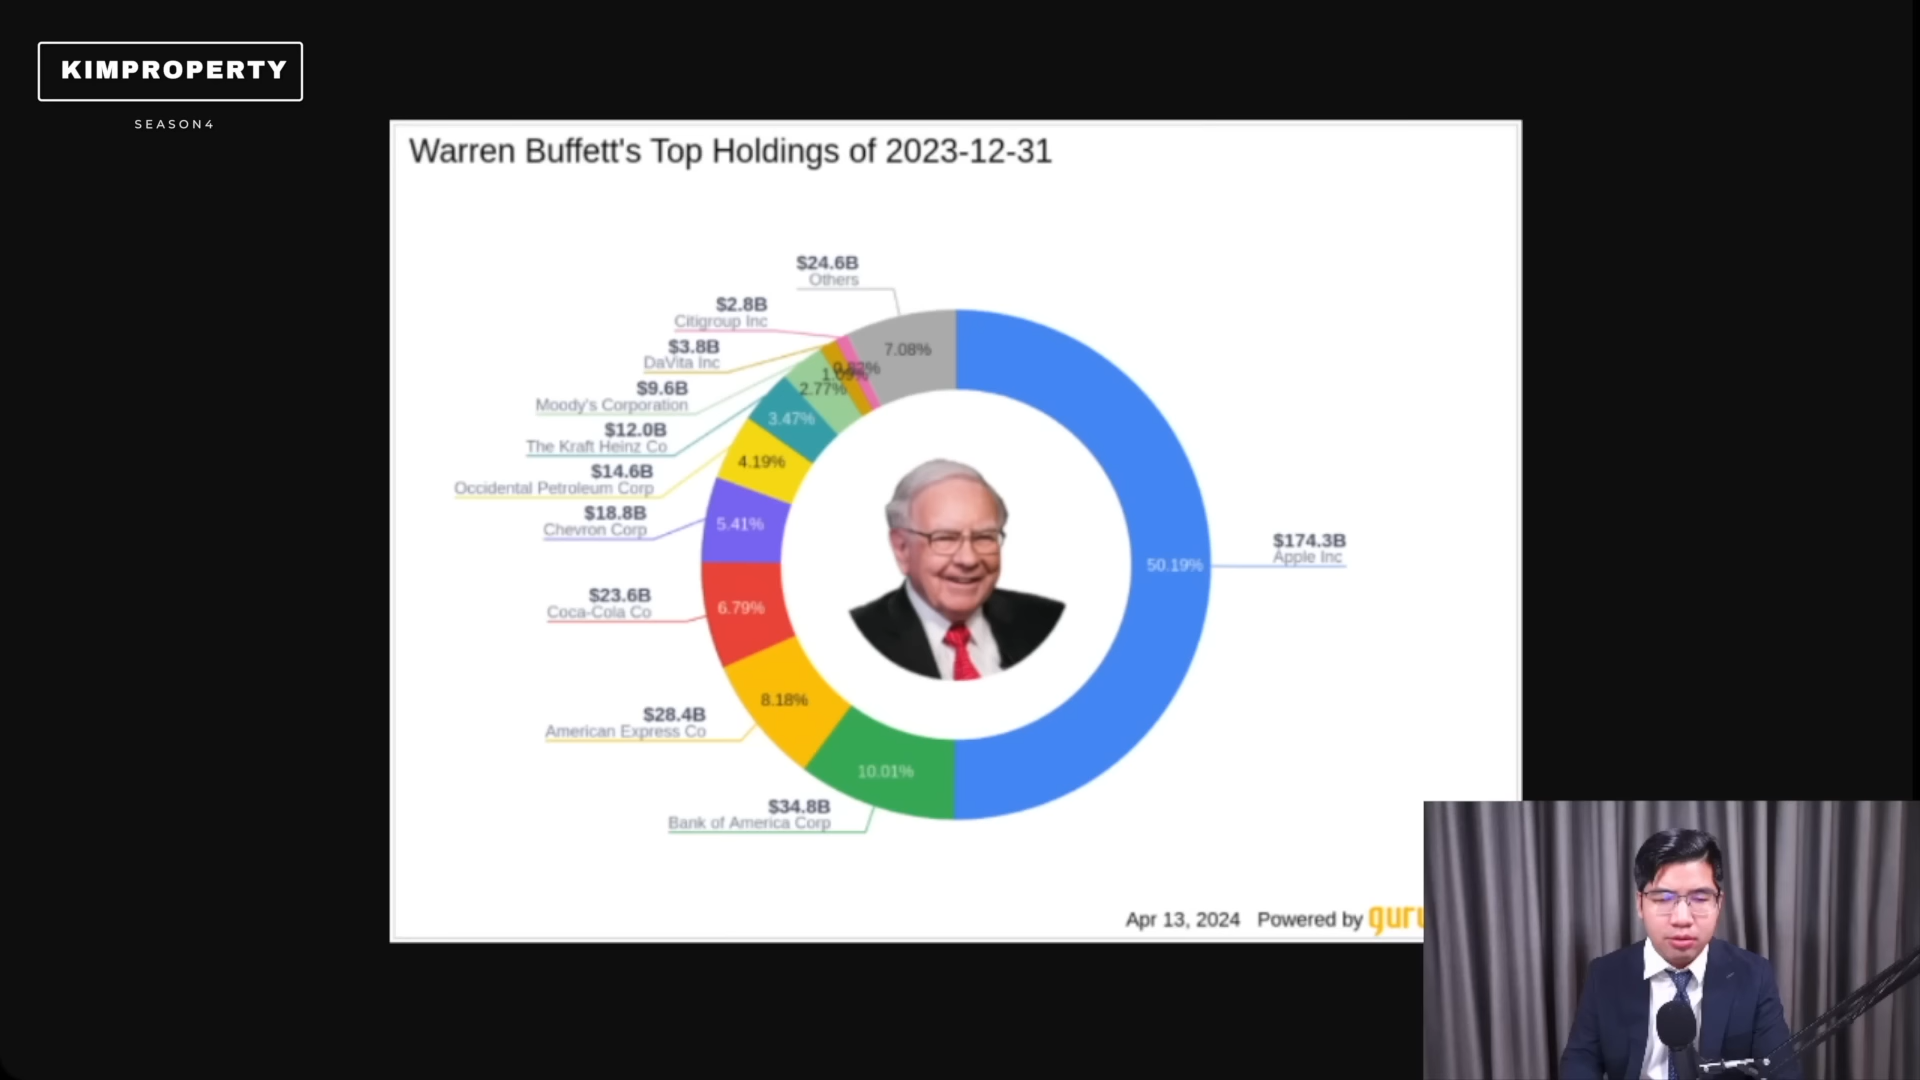 KIMPROPERTY
SEASON4
Warren Buffett's Top Holdings of 2023-12-31
$24.6B
Others
$2.8B
Citigroup Inc
$3.8B
DaVita Inc
$9.6B
Moody's Corporation
$12.0B
The Kraft Heinz Co
$14.6B
Occidental Petroleum Corp
$18.8B
Chevron Corp
$23.6B
Coca-Cola Co
$28.4B
American Express Co
$34.8B
Bank of America Corp
$174.3B
Apple Inc
7.08%
1.09%
2.77%
3.47%
4.19%
5.41%
6.79%
8.18%
10.01%
50.19%
Apr 13, 2024 Powered by